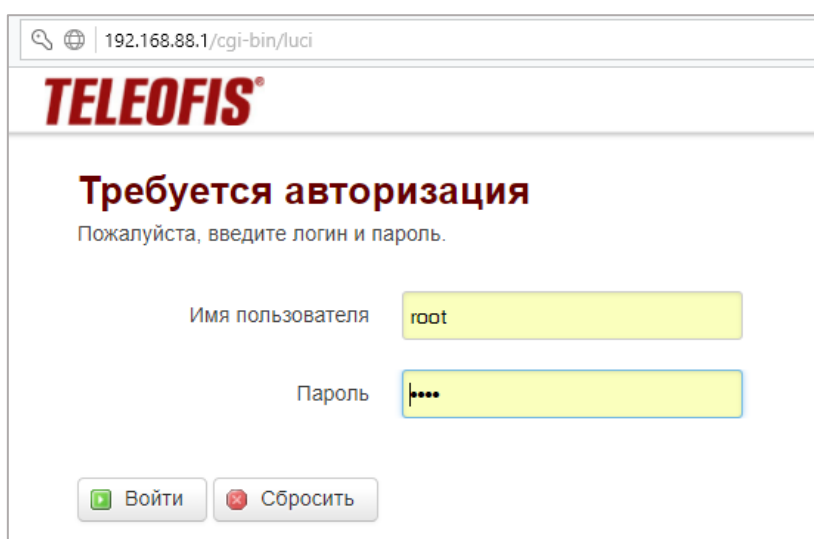 192.168.88.1/cgi-bin/luci
TELEOFIS®
Требуется авторизация
Пожалуйста, введите логин и пароль.
Имя пользователя root
Пароль ••••
Войти Сбросить